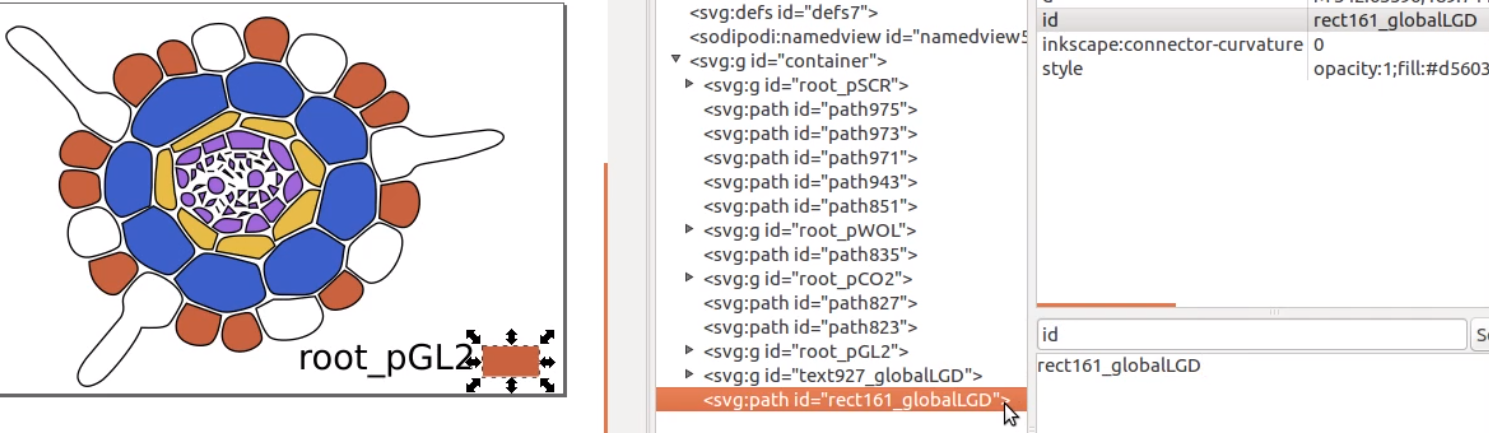 root_pGL2
<svg:defs id="defs7">
<sodipodi:namedview id="namedview5
<svg:g id="container">
<svg:g id="root_pSCR">
<svg:path id="path975">
<svg:path id="path973">
<svg:path id="path971">
<svg:path id="path943">
<svg:path id="path851">
<svg:g id="root_pWOL">
<svg:path id="path835">
<svg:g id="root_pCO2">
<svg:path id="path827">
<svg:path id="path823">
<svg:g id="root_pGL2">
<svg:g id="text927_globalLGD">
<svg:path id="rect161_globalLGD">
id rect161_globalLGD
inkscape:connector-curvature 0
style opacity:1;fill:#d5603
id
rect161_globalLGD